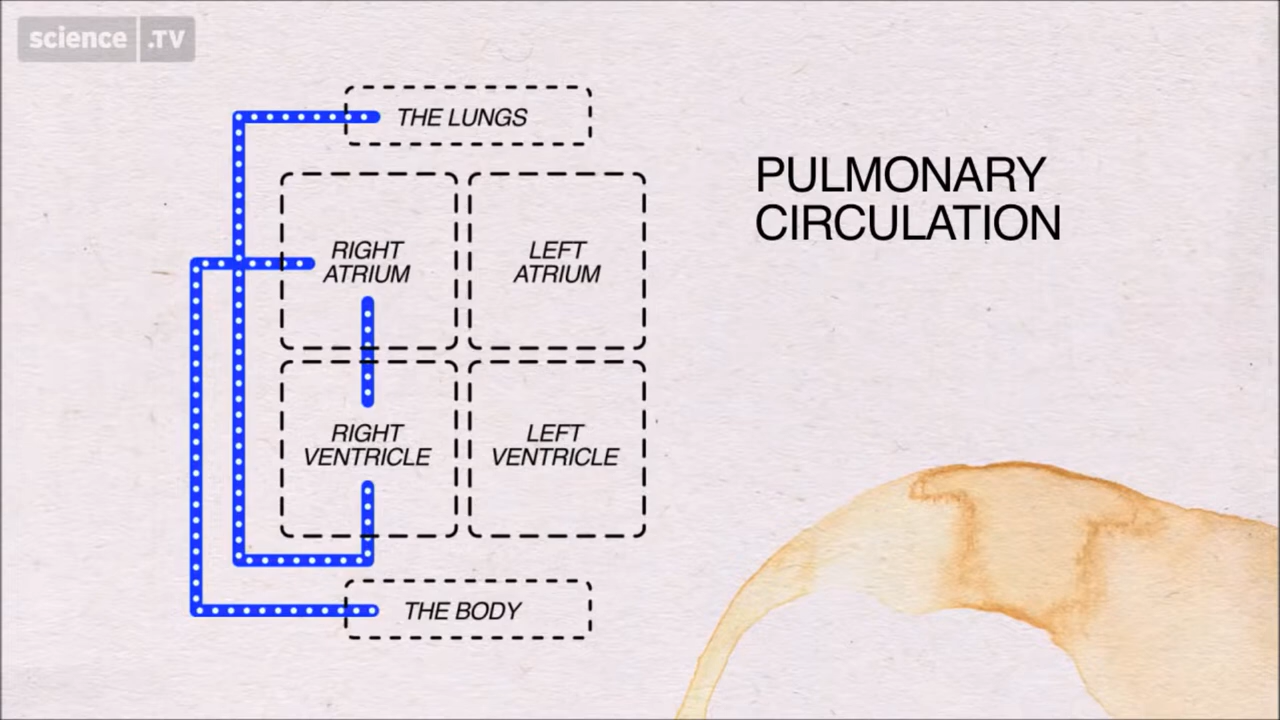 science.TV
THE LUNGS
PULMONARY
CIRCULATION
RIGHT
ATRIUM
LEFT
ATRIUM
RIGHT
VENTRICLE
LEFT
VENTRICLE
THE BODY